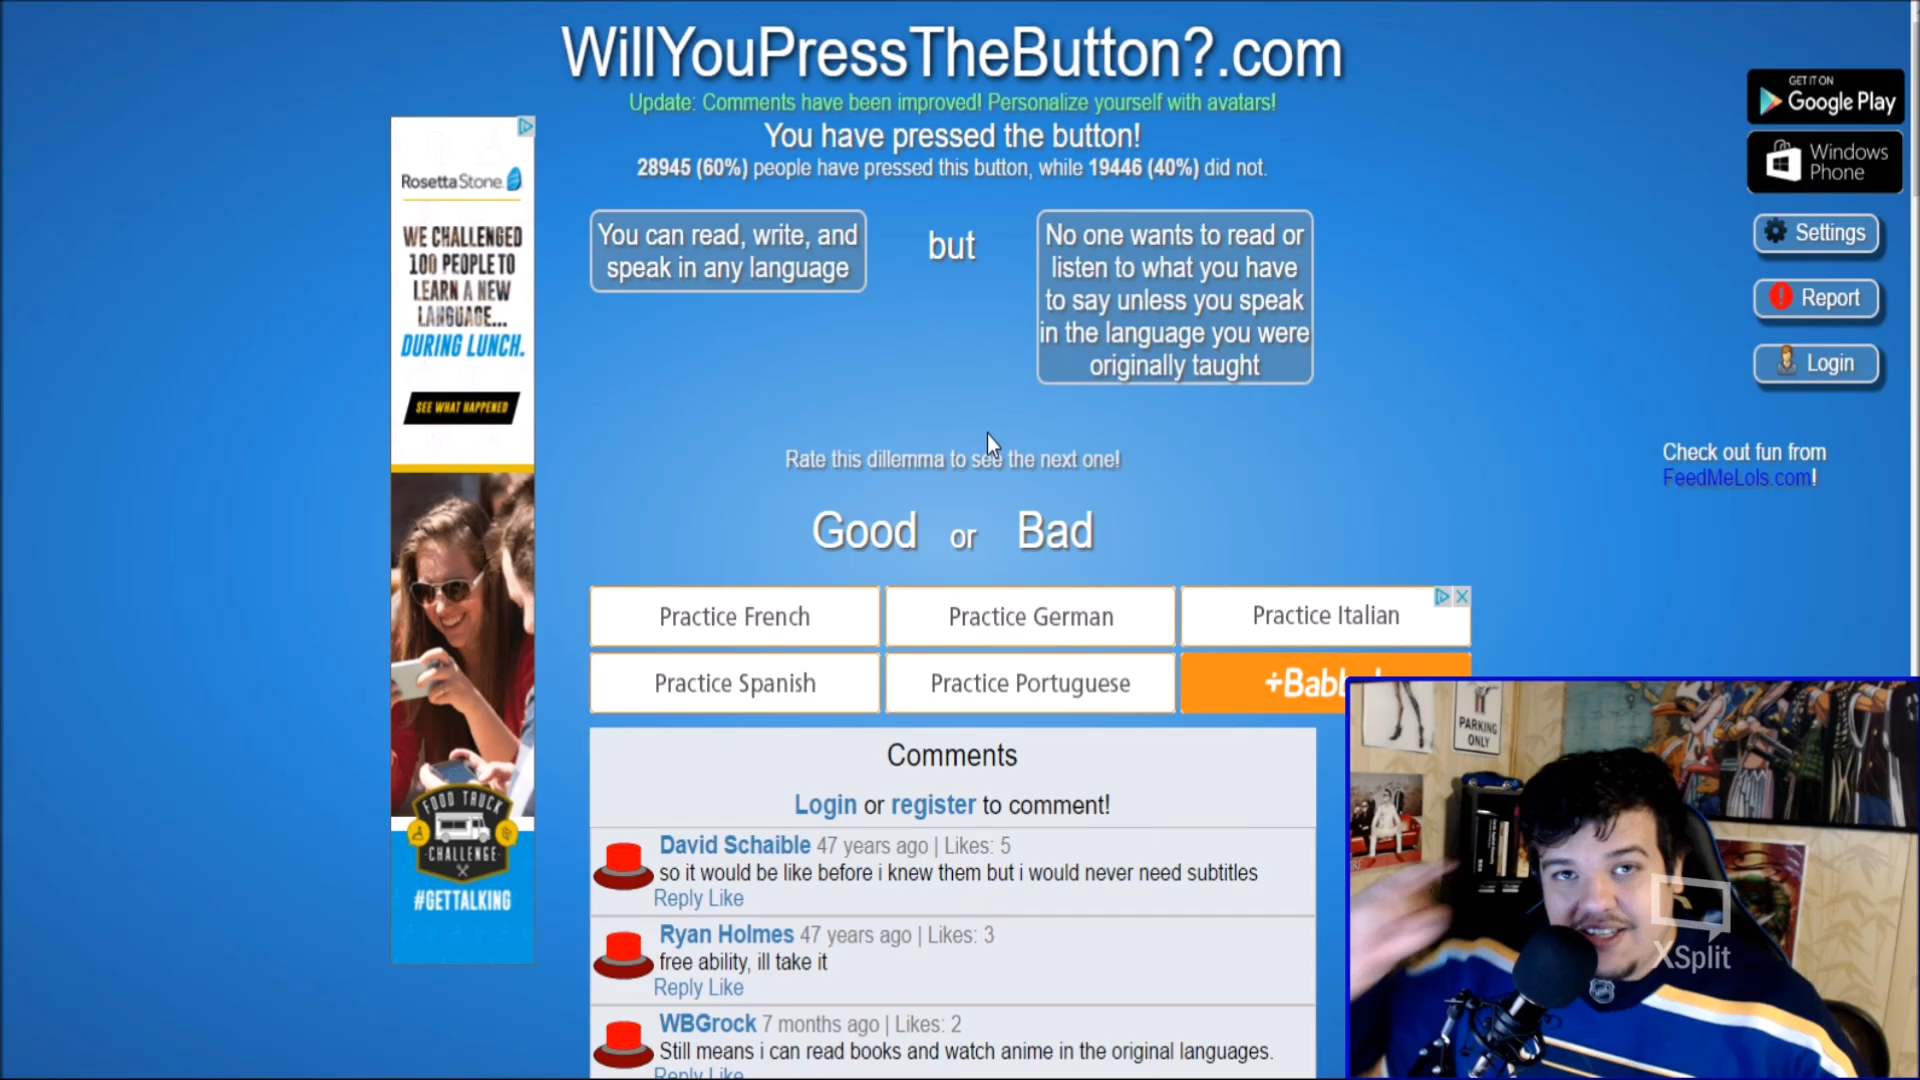 WillYouPressTheButton?.com
Update: Comments have been improved! Personalize yourself with avatars!
You have pressed the button!
28945 (60%) people have pressed this button, while 19446 (40%) did not.
You can read, write, and
speak in any language
but
No one wants to read or
listen to what you have
to say unless you speak
in the language you were
originally taught
Rate this dillemma to see the next one!
Good or Bad
RosettaStone
WE CHALLENGED
100 PEOPLE TO
LEARN A NEW
LANGUAGE...
DURING LUNCH.
SEE WHAT HAPPENED
FOOD TRUCK
CHALLENGE
#GETTALKING
GET IT ON
Google Play
Windows
Phone
Settings
Report
Login
Check out fun from
FeedMeLols.com!
Practice French
Practice German
Practice Italian
Practice Spanish
Practice Portuguese
+Babb
Comments
Login or register to comment!
David Schaible 47 years ago | Likes: 5
so it would be like before i knew them but i would never need subtitles
Reply Like
Ryan Holmes 47 years ago | Likes: 3
free ability, ill take it
Reply Like
WBGrock 7 months ago | Likes: 2
Still means i can read books and watch anime in the original languages.
Reply Like
PARKING
ONLY
XSplit